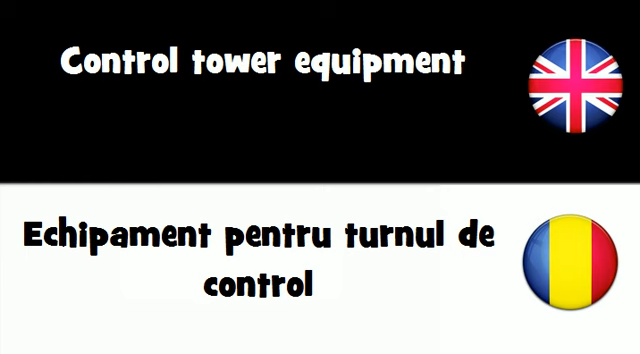 Control tower equipment
Echipament pentru turnul de
control